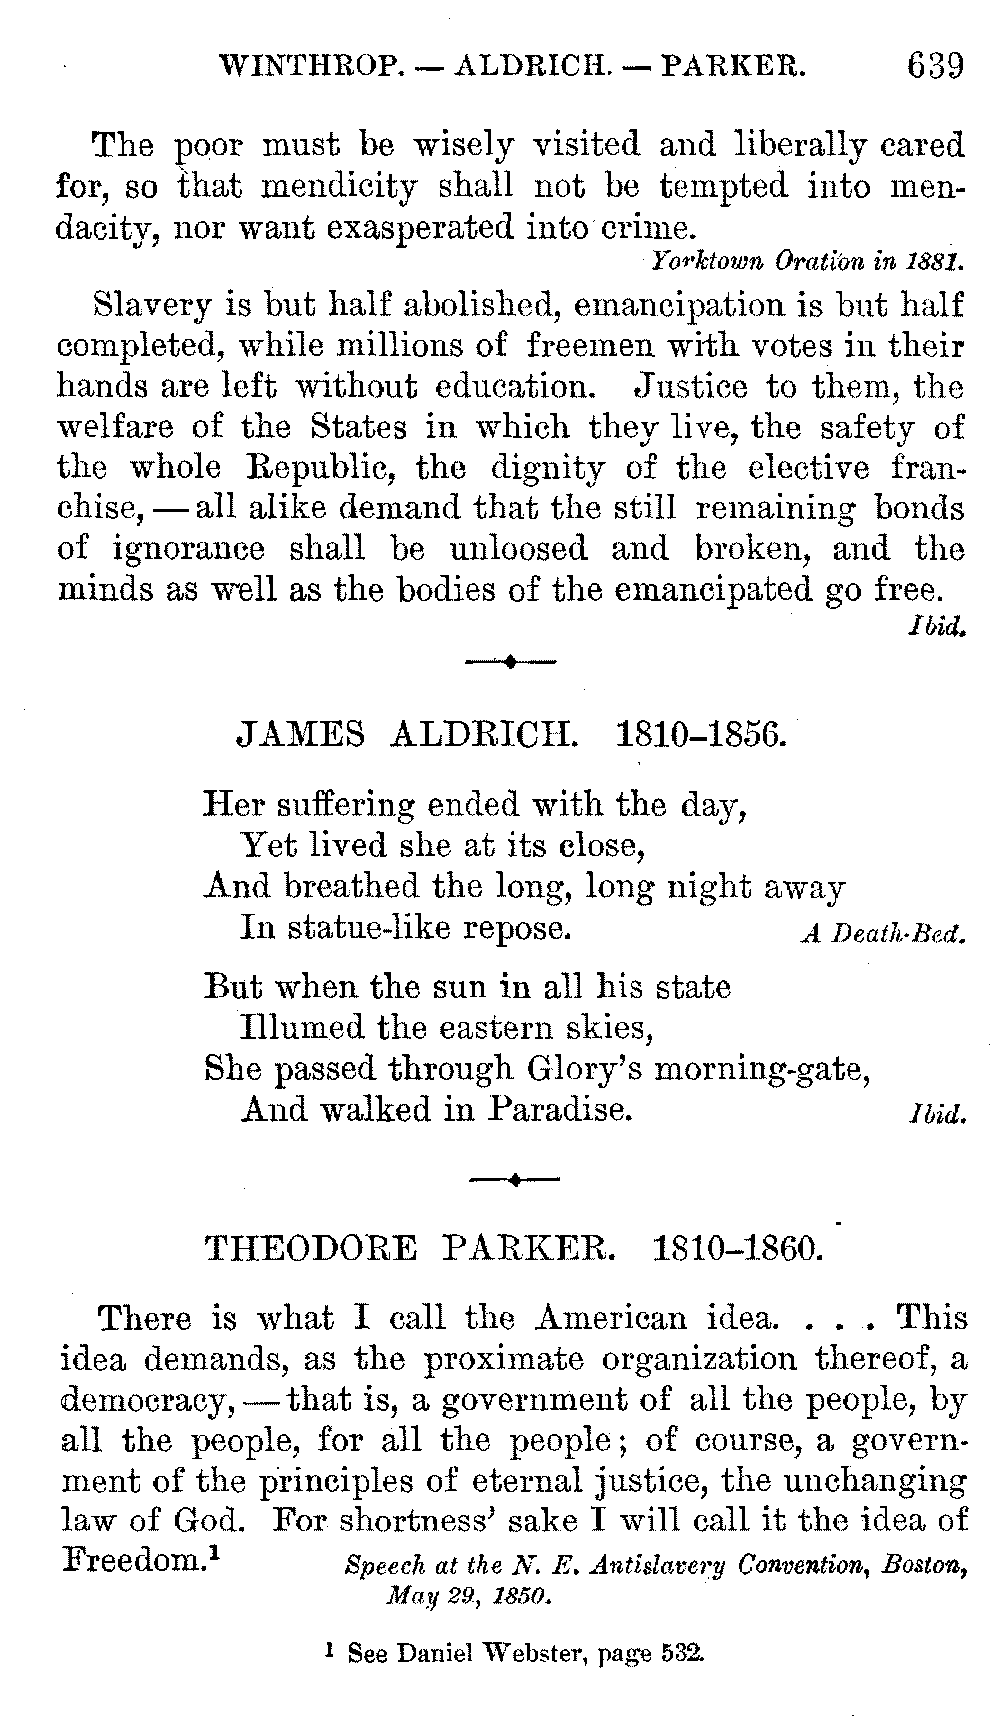 WINTHROP. — ALDRICH. — PARKER. 639
The poor must be wisely visited and liberally cared
for, so that mendicity shall not be tempted into men-
dacity, nor want exasperated into crime.
Yorktown Oration in 1881.
Slavery is but half abolished, emancipation is but half
completed, while millions of freemen with votes in their
hands are left without education. Justice to them, the
welfare of the States in which they live, the safety of
the whole Republic, the dignity of the elective fran-
chise, — all alike demand that the still remaining bonds
of ignorance shall be unloosed and broken, and the
minds as well as the bodies of the emancipated go free.
Ibid.
JAMES ALDRICH. 1810–1856.
Her suffering ended with the day,
Yet lived she at its close,
And breathed the long, long night away
In statue-like repose. A Death-Bed.
But when the sun in all his state
Illumed the eastern skies,
She passed through Glory's morning-gate,
And walked in Paradise. Ibid.
THEODORE PARKER. 1810–1860.
There is what I call the American idea. . . . This
idea demands, as the proximate organization thereof, a
democracy, — that is, a government of all the people, by
all the people, for all the people; of course, a govern-
ment of the principles of eternal justice, the unchanging
law of God. For shortness' sake I will call it the idea of
Freedom.¹ Speech at the N. E. Antislavery Convention, Boston,
May 29, 1850.
¹ See Daniel Webster, page 532.